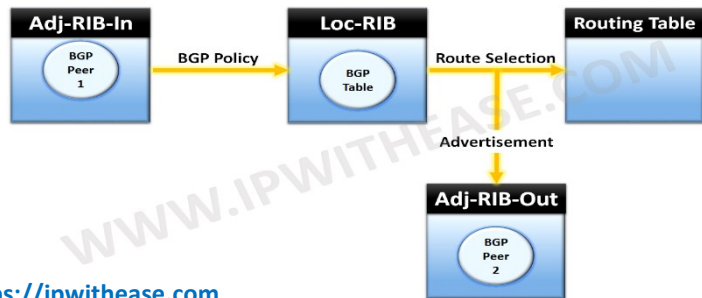 Adj-RIB-In
BGP
Peer
1
BGP Policy
Loc-RIB
BGP
Table
Route Selection
Routing Table
Advertisement
Adj-RIB-Out
BGP
Peer
2
WWW.IPWITHEASE.COM
s://ipwithease.com